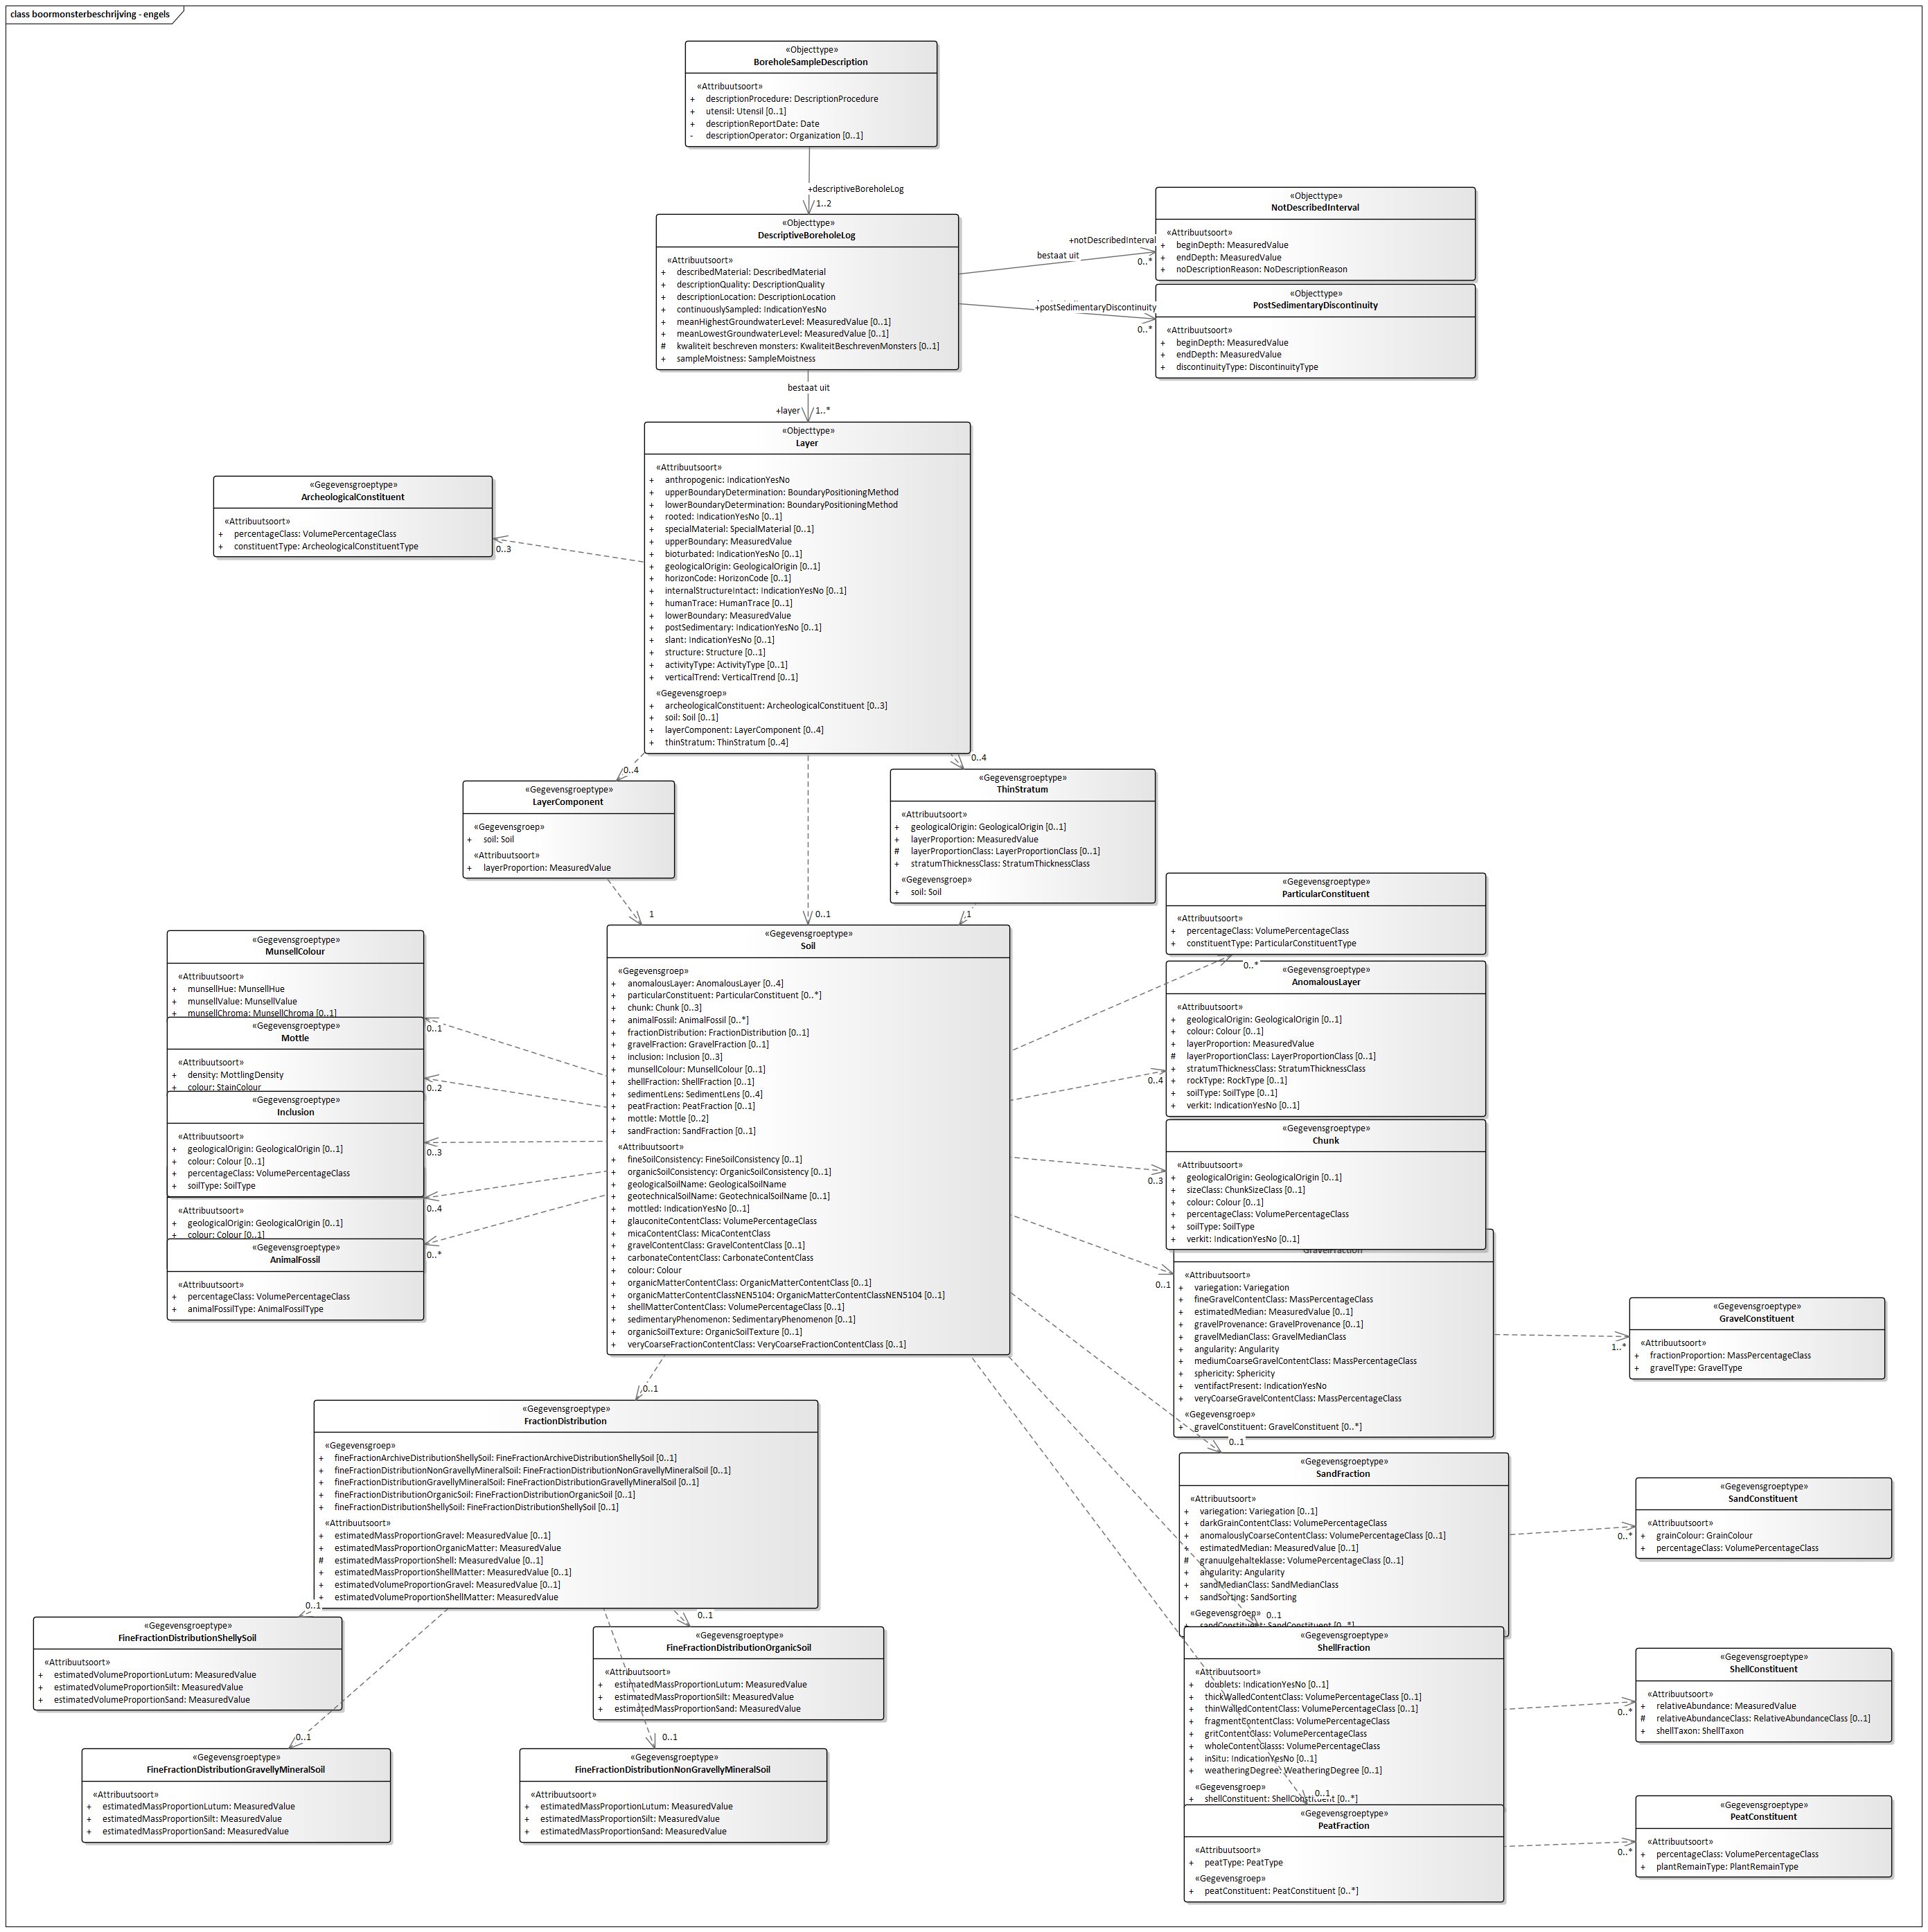 class boormonsterbeschrijving - engels
«Objecttype»
BoreholeSampleDescription
«Attribuutsoort»
+ descriptionProcedure: DescriptionProcedure
+ utensil: Utensil [0..1]
+ descriptionReportDate: Date
- descriptionOperator: Organization [0..1]
+descriptiveBoreholeLog
1..2
«Objecttype»
DescriptiveBoreholeLog
«Attribuutsoort»
+ describedMaterial: DescribedMaterial
+ descriptionQuality: DescriptionQuality
+ descriptionLocation: DescriptionLocation
+ continuouslySampled: IndicationYesNo
+ meanHighestGroundwaterLevel: MeasuredValue [0..1]
+ meanLowestGroundwaterLevel: MeasuredValue [0..1]
# kwaliteit beschreven monsters: KwaliteitBeschrevenMonsters [0..1]
+ sampleMoistness: SampleMoistness
+notDescribedInterval
bestaat uit
0..*
«Objecttype»
NotDescribedInterval
«Attribuutsoort»
+ beginDepth: MeasuredValue
+ endDepth: MeasuredValue
+ noDescriptionReason: NoDescriptionReason
+postSedimentaryDiscontinuity
0..*
«Objecttype»
PostSedimentaryDiscontinuity
«Attribuutsoort»
+ beginDepth: MeasuredValue
+ endDepth: MeasuredValue
+ discontinuityType: DiscontinuityType
bestaat uit
+layer
1..*
«Objecttype»
Layer
«Attribuutsoort»
+ anthropogenic: IndicationYesNo
+ upperBoundaryDetermination: BoundaryPositioningMethod
+ lowerBoundaryDetermination: BoundaryPositioningMethod
+ rooted: IndicationYesNo [0..1]
+ specialMaterial: SpecialMaterial [0..1]
+ upperBoundary: MeasuredValue
+ bioturbated: IndicationYesNo [0..1]
+ geologicalOrigin: GeologicalOrigin [0..1]
+ horizonCode: HorizonCode [0..1]
+ internalStructureIntact: IndicationYesNo [0..1]
+ humanTrace: HumanTrace [0..1]
+ lowerBoundary: MeasuredValue
+ postSedimentary: IndicationYesNo [0..1]
+ slant: IndicationYesNo [0..1]
+ structure: Structure [0..1]
+ activityType: ActivityType [0..1]
+ verticalTrend: VerticalTrend [0..1]
«Gegevensgroep»
+ archeologicalConstituent: ArcheologicalConstituent [0..3]
+ soil: Soil [0..1]
+ layerComponent: LayerComponent [0..4]
+ thinStratum: ThinStratum [0..4]
«Gegevensgroeptype»
ArcheologicalConstituent
«Attribuutsoort»
+ percentageClass: VolumePercentageClass
+ constituentType: ArcheologicalConstituentType
0..3
0..4
«Gegevensgroeptype»
LayerComponent
«Gegevensgroep»
+ soil: Soil
«Attribuutsoort»
+ layerProportion: MeasuredValue
1
0..1
0..4
«Gegevensgroeptype»
ThinStratum
«Attribuutsoort»
+ geologicalOrigin: GeologicalOrigin [0..1]
+ layerProportion: MeasuredValue
# layerProportionClass: LayerProportionClass [0..1]
+ stratumThicknessClass: StratumThicknessClass
«Gegevensgroep»
+ soil: Soil
1
«Gegevensgroeptype»
Soil
«Gegevensgroep»
+ anomalousLayer: AnomalousLayer [0..4]
+ particularConstituent: ParticularConstituent [0..*]
+ chunk: Chunk [0..3]
+ animalFossil: AnimalFossil [0..*]
+ fractionDistribution: FractionDistribution [0..1]
+ gravelFraction: GravelFraction [0..1]
+ inclusion: Inclusion [0..3]
+ munsellColour: MunsellColour [0..1]
+ shellFraction: ShellFraction [0..1]
+ sedimentLens: SedimentLens [0..4]
+ peatFraction: PeatFraction [0..1]
+ mottle: Mottle [0..2]
+ sandFraction: SandFraction [0..1]
«Attribuutsoort»
+ fineSoilConsistency: FineSoilConsistency [0..1]
+ organicSoilConsistency: OrganicSoilConsistency [0..1]
+ geologicalSoilName: GeologicalSoilName
+ geotechnicalSoilName: GeotechnicalSoilName [0..1]
+ mottled: IndicationYesNo [0..1]
+ glauconiteContentClass: VolumePercentageClass
+ micaContentClass: MicaContentClass
+ gravelContentClass: GravelContentClass [0..1]
+ carbonateContentClass: CarbonateContentClass
+ colour: Colour
+ organicMatterContentClass: OrganicMatterContentClass [0..1]
+ organicMatterContentClassNEN5104: OrganicMatterContentClassNEN5104 [0..1]
+ shellMatterContentClass: VolumePercentageClass [0..1]
+ sedimentaryPhenomenon: SedimentaryPhenomenon [0..1]
+ organicSoilTexture: OrganicSoilTexture [0..1]
+ veryCoarseFractionContentClass: VeryCoarseFractionContentClass [0..1]
«Gegevensgroeptype»
MunsellColour
«Attribuutsoort»
+ munsellHue: MunsellHue
+ munsellValue: MunsellValue
+ munsellChroma: MunsellChroma [0..1]
0..1
«Gegevensgroeptype»
Mottle
«Attribuutsoort»
+ density: MottlingDensity
+ colour: StainColour
0..2
«Gegevensgroeptype»
Inclusion
«Attribuutsoort»
+ geologicalOrigin: GeologicalOrigin [0..1]
+ colour: Colour [0..1]
+ percentageClass: VolumePercentageClass
+ soilType: SoilType
0..3
«Attribuutsoort»
+ geologicalOrigin: GeologicalOrigin [0..1]
+ colour: Colour [0..1]
0..4
«Gegevensgroeptype»
AnimalFossil
«Attribuutsoort»
+ percentageClass: VolumePercentageClass
+ animalFossilType: AnimalFossilType
0..*
«Gegevensgroeptype»
ParticularConstituent
«Attribuutsoort»
+ percentageClass: VolumePercentageClass
+ constituentType: ParticularConstituentType
0..*
«Gegevensgroeptype»
AnomalousLayer
«Attribuutsoort»
+ geologicalOrigin: GeologicalOrigin [0..1]
+ colour: Colour [0..1]
+ layerProportion: MeasuredValue
# layerProportionClass: LayerProportionClass [0..1]
+ stratumThicknessClass: StratumThicknessClass
+ rockType: RockType [0..1]
+ soilType: SoilType [0..1]
+ verkit: IndicationYesNo [0..1]
0..4
«Gegevensgroeptype»
Chunk
«Attribuutsoort»
+ geologicalOrigin: GeologicalOrigin [0..1]
+ sizeClass: ChunkSizeClass [0..1]
+ colour: Colour [0..1]
+ percentageClass: VolumePercentageClass
+ soilType: SoilType
+ verkit: IndicationYesNo [0..1]
0..3
GravelFraction
«Attribuutsoort»
+ variegation: Variegation
+ fineGravelContentClass: MassPercentageClass
+ estimatedMedian: MeasuredValue [0..1]
+ gravelProvenance: GravelProvenance [0..1]
+ gravelMedianClass: GravelMedianClass
+ angularity: Angularity
+ mediumCoarseGravelContentClass: MassPercentageClass
+ sphericity: Sphericity
+ ventifactPresent: IndicationYesNo
+ veryCoarseGravelContentClass: MassPercentageClass
«Gegevensgroep»
+ gravelConstituent: GravelConstituent [0..*]
0..1
1..*
«Gegevensgroeptype»
GravelConstituent
«Attribuutsoort»
+ fractionProportion: MassPercentageClass
+ gravelType: GravelType
0..1
«Gegevensgroeptype»
SandFraction
«Attribuutsoort»
+ variegation: Variegation [0..1]
+ darkGrainContentClass: VolumePercentageClass
+ anomalouslyCoarseContentClass: VolumePercentageClass [0..1]
+ estimatedMedian: MeasuredValue [0..1]
# granuulgehalteklasse: VolumePercentageClass [0..1]
+ angularity: Angularity
+ sandMedianClass: SandMedianClass
+ sandSorting: SandSorting
«Gegevensgroep»
+ sandConstituent: SandConstituent [0..*]
0..*
«Gegevensgroeptype»
SandConstituent
«Attribuutsoort»
+ grainColour: GrainColour
+ percentageClass: VolumePercentageClass
0..1
«Gegevensgroeptype»
ShellFraction
«Attribuutsoort»
+ doublets: IndicationYesNo [0..1]
+ thickWalledContentClass: VolumePercentageClass [0..1]
+ thinWalledContentClass: VolumePercentageClass [0..1]
+ fragmentContentClass: VolumePercentageClass
+ gritContentClass: VolumePercentageClass
+ wholeContentClasss: VolumePercentageClass
+ inSitu: IndicationYesNo [0..1]
+ weatheringDegree: WeatheringDegree [0..1]
«Gegevensgroep»
+ shellConstituent: ShellConstituent [0..*]
0..*
«Gegevensgroeptype»
ShellConstituent
«Attribuutsoort»
+ relativeAbundance: MeasuredValue
# relativeAbundanceClass: RelativeAbundanceClass [0..1]
+ shellTaxon: ShellTaxon
0..1
«Gegevensgroeptype»
PeatFraction
«Attribuutsoort»
+ peatType: PeatType
«Gegevensgroep»
+ peatConstituent: PeatConstituent [0..*]
0..*
«Gegevensgroeptype»
PeatConstituent
«Attribuutsoort»
+ percentageClass: VolumePercentageClass
+ plantRemainType: PlantRemainType
0..1
«Gegevensgroeptype»
FractionDistribution
«Gegevensgroep»
+ fineFractionArchiveDistributionShellySoil: FineFractionArchiveDistributionShellySoil [0..1]
+ fineFractionDistributionNonGravellyMineralSoil: FineFractionDistributionNonGravellyMineralSoil [0..1]
+ fineFractionDistributionGravellyMineralSoil: FineFractionDistributionGravellyMineralSoil [0..1]
+ fineFractionDistributionOrganicSoil: FineFractionDistributionOrganicSoil [0..1]
+ fineFractionDistributionShellySoil: FineFractionDistributionShellySoil [0..1]
«Attribuutsoort»
+ estimatedMassProportionGravel: MeasuredValue [0..1]
+ estimatedMassProportionOrganicMatter: MeasuredValue
# estimatedMassProportionShell: MeasuredValue [0..1]
+ estimatedMassProportionShellMatter: MeasuredValue [0..1]
+ estimatedVolumeProportionGravel: MeasuredValue [0..1]
+ estimatedVolumeProportionShellMatter: MeasuredValue
0..1
«Gegevensgroeptype»
FineFractionDistributionShellySoil
«Attribuutsoort»
+ estimatedVolumeProportionLutum: MeasuredValue
+ estimatedVolumeProportionSilt: MeasuredValue
+ estimatedVolumeProportionSand: MeasuredValue
0..1
«Gegevensgroeptype»
FineFractionDistributionOrganicSoil
«Attribuutsoort»
+ estimatedMassProportionLutum: MeasuredValue
+ estimatedMassProportionSilt: MeasuredValue
+ estimatedMassProportionSand: MeasuredValue
0..1
«Gegevensgroeptype»
FineFractionDistributionGravellyMineralSoil
«Attribuutsoort»
+ estimatedMassProportionLutum: MeasuredValue
+ estimatedMassProportionSilt: MeasuredValue
+ estimatedMassProportionSand: MeasuredValue
0..1
«Gegevensgroeptype»
FineFractionDistributionNonGravellyMineralSoil
«Attribuutsoort»
+ estimatedMassProportionLutum: MeasuredValue
+ estimatedMassProportionSilt: MeasuredValue
+ estimatedMassProportionSand: MeasuredValue